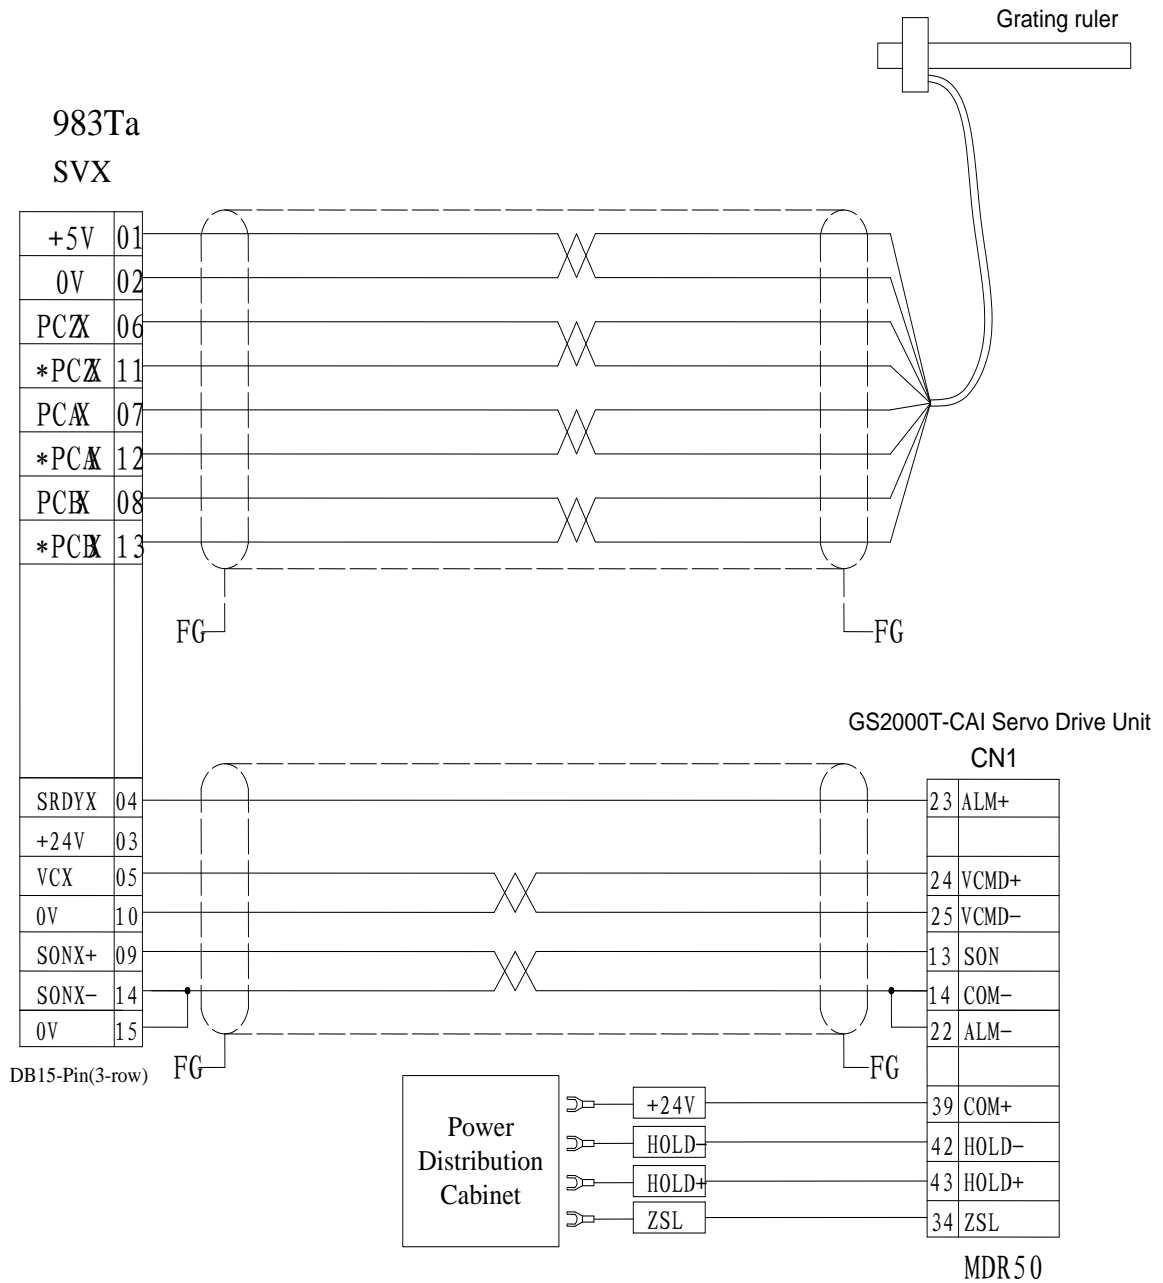 Grating ruler
983Ta
SVX
+5V 01
0V 02
PCZX 06
*PCZX 11
PCAX 07
*PCAX 12
PCBX 08
*PCBX 13
FG
FG
GS2000T-CAI Servo Drive Unit
CN1
SRDYX 04
23 ALM+
+24V 03
VCX 05
24 VCMD+
0V 10
25 VCMD-
SONX+ 09
13 SON
SONX- 14
14 COM-
0V 15
22 ALM-
DB15-Pin(3-row)
FG
FG
Power
Distribution
Cabinet
+24V
39 COM+
HOLD-
42 HOLD-
HOLD+
43 HOLD+
ZSL
34 ZSL
MDR50